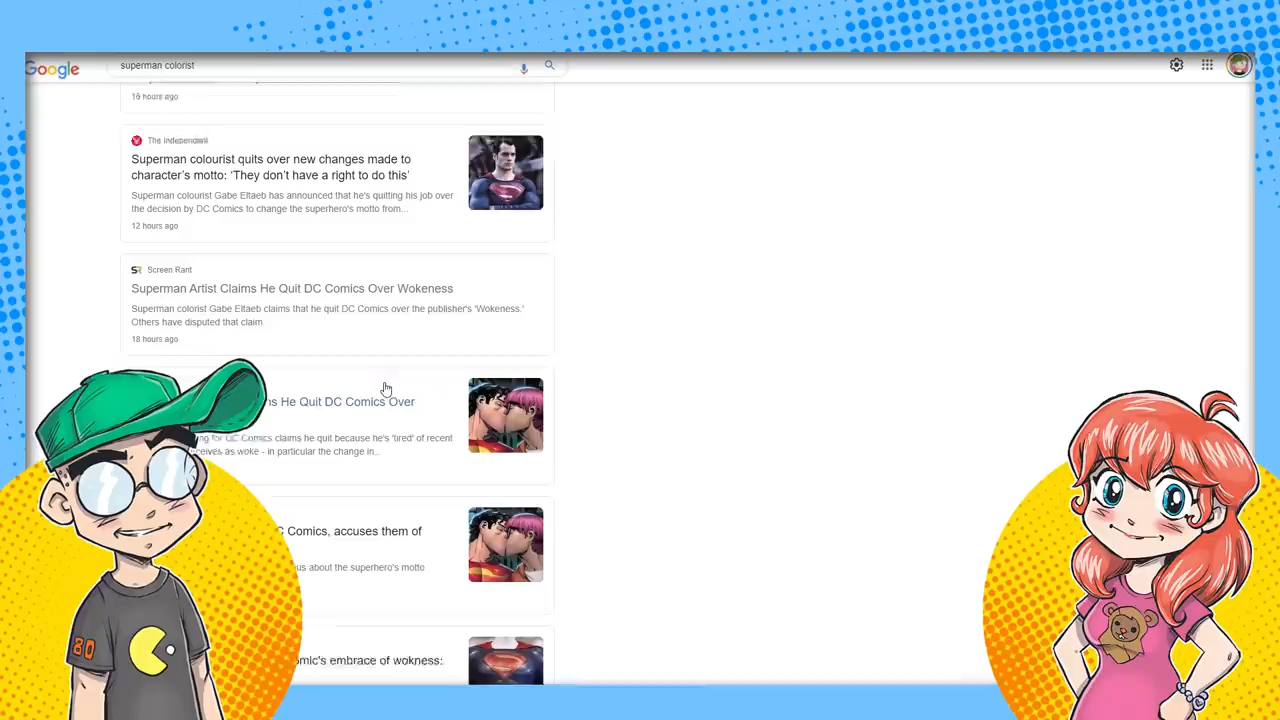 Google
superman colorist
16 hours ago
The Independent
Superman colourist quits over new changes made to
character's motto: 'They don't have a right to do this'
Superman colourist Gabe Eltaeb has announced that he's quitting his job over
the decision by DC Comics to change the superhero's motto from...
12 hours ago
SR Screen Rant
Superman Artist Claims He Quit DC Comics Over Wokeness
Superman colorist Gabe Eltaeb claims that he quit DC Comics over the publisher's 'Wokeness.'
Others have disputed that claim
18 hours ago
He Quit DC Comics Over
for DC Comics claims he quit because he's 'tired' of recent
as woke - in particular the change in...
Comics, accuses them of
about the superhero's motto
embrace of wokness:
80